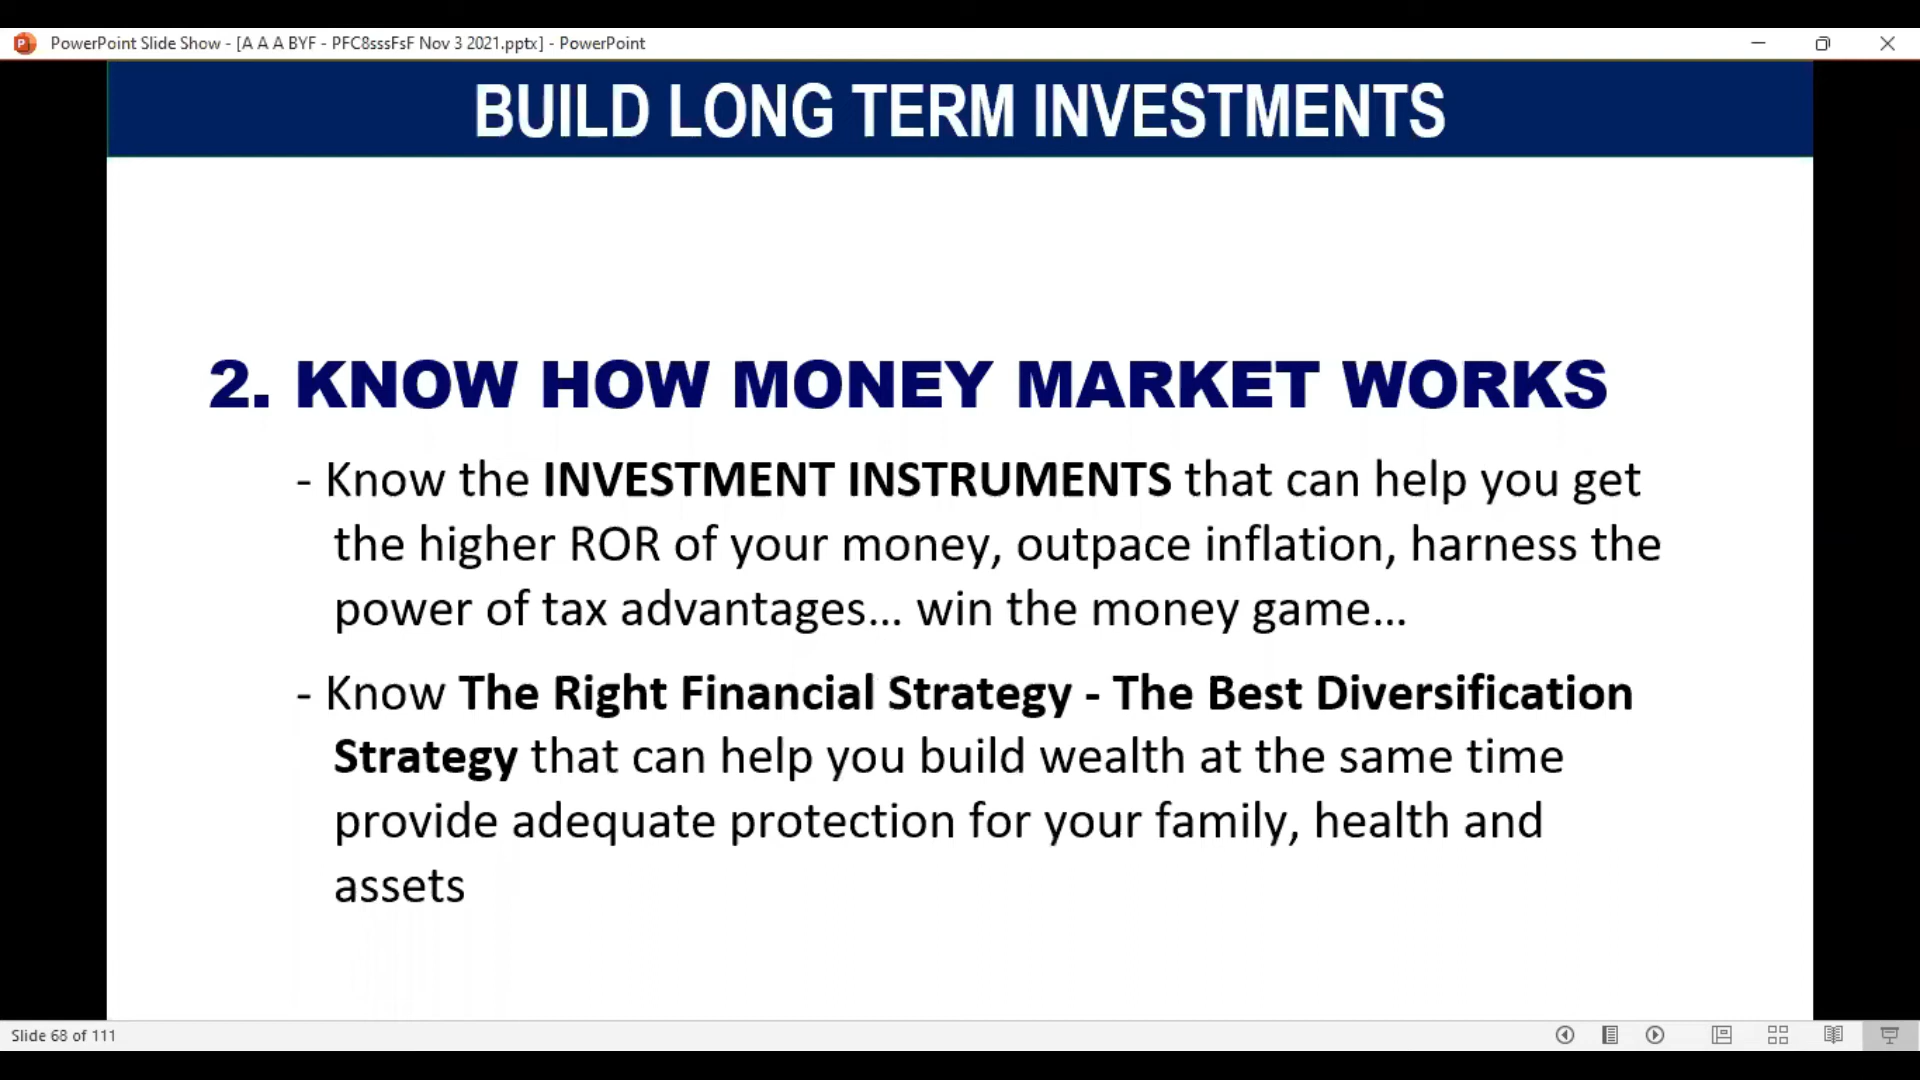 PowerPoint Slide Show - [A A A BYF - PFC8sssFsF Nov 3 2021.pptx] - PowerPoint
BUILD LONG TERM INVESTMENTS
2. KNOW HOW MONEY MARKET WORKS
- Know the INVESTMENT INSTRUMENTS that can help you get
the higher ROR of your money, outpace inflation, harness the
power of tax advantages... win the money game...
- Know The Right Financial Strategy - The Best Diversification
Strategy that can help you build wealth at the same time
provide adequate protection for your family, health and
assets
Slide 68 of 111